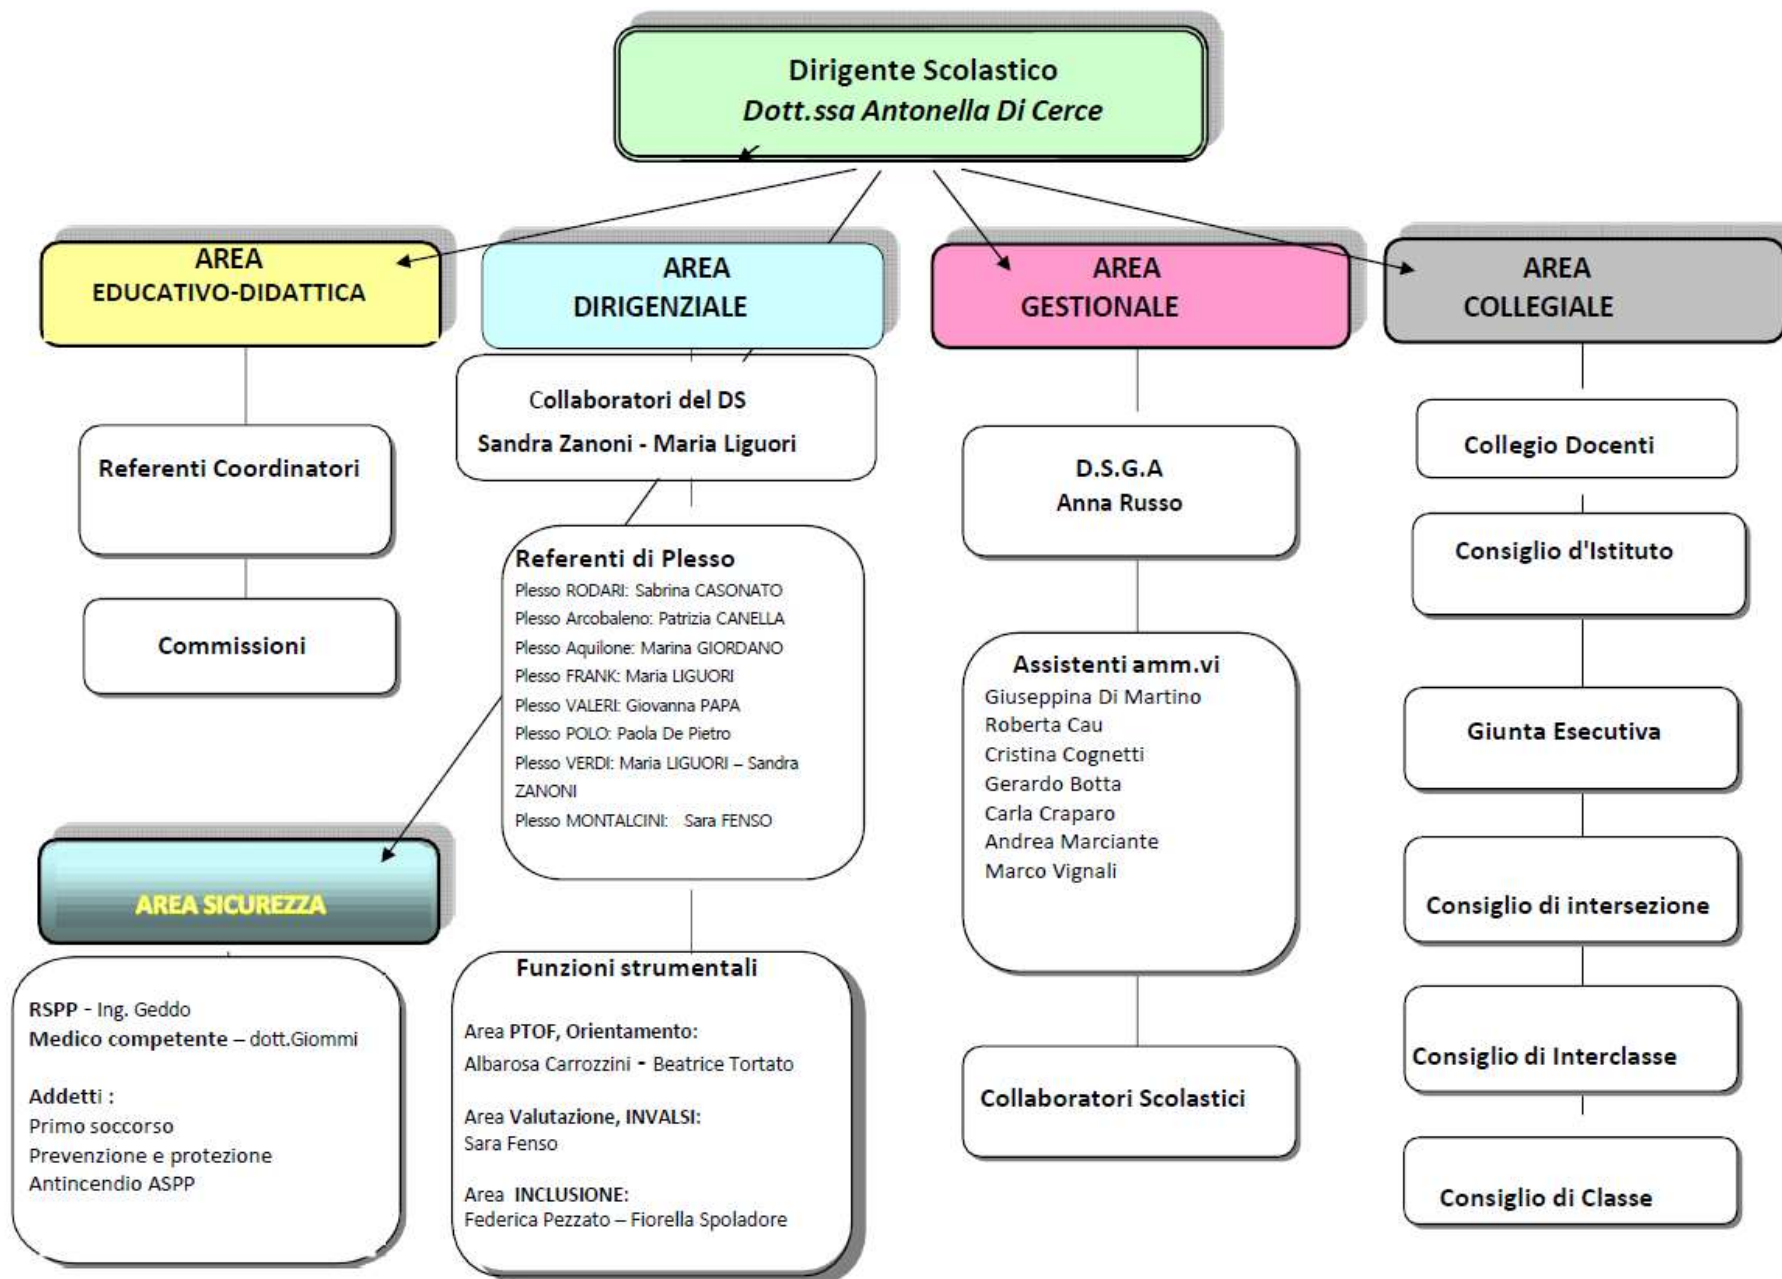 Dirigente Scolastico
Dott.ssa Antonella Di Cerce
AREA
EDUCATIVO-DIDATTICA
Referenti Coordinatori
Commissioni
AREA SICUREZZA
RSPP - Ing. Geddo
Medico competente – dott.Giommi
Addetti :
Primo soccorso
Prevenzione e protezione
Antincendio ASPP
AREA
DIRIGENZIALE
Collaboratori del DS
Sandra Zanoni - Maria Liguori
Referenti di Plesso
Plesso RODARI: Sabrina CASONATO
Plesso Arcobaleno: Patrizia CANELLA
Plesso Aquilone: Marina GIORDANO
Plesso FRANK: Maria LIGUORI
Plesso VALERI: Giovanna PAPA
Plesso POLO: Paola De Pietro
Plesso VERDI: Maria LIGUORI – Sandra
ZANONI
Plesso MONTALCINI: Sara FENSO
Funzioni strumentali
Area PTOF, Orientamento:
Albarosa Carrozzini - Beatrice Tortato
Area Valutazione, INVALSI:
Sara Fenso
Area INCLUSIONE:
Federica Pezzato – Fiorella Spoladore
AREA
GESTIONALE
D.S.G.A
Anna Russo
Assistenti amm.vi
Giuseppina Di Martino
Roberta Cau
Cristina Cognetti
Gerardo Botta
Carla Craparo
Andrea Marciante
Marco Vignali
Collaboratori Scolastici
AREA
COLLEGIALE
Collegio Docenti
Consiglio d'Istituto
Giunta Esecutiva
Consiglio di intersezione
Consiglio di Interclasse
Consiglio di Classe